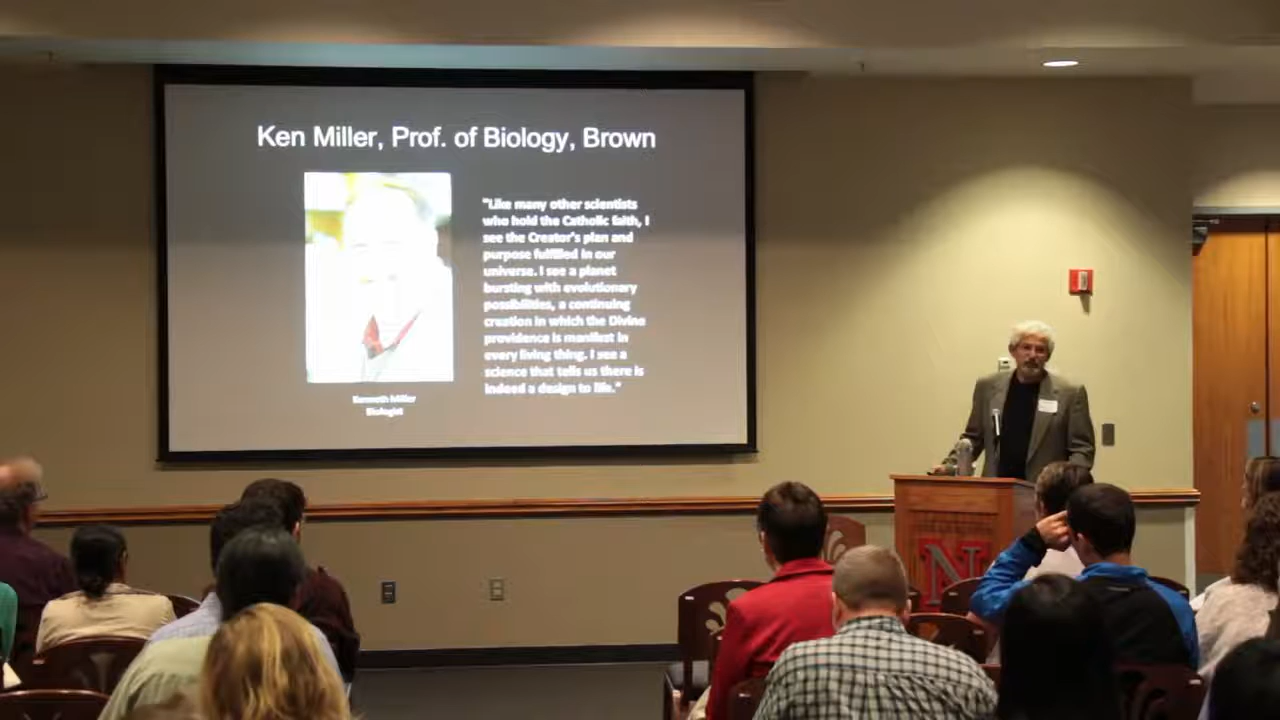 Ken Miller, Prof. of Biology, Brown
"Like many other scientists
who hold the Catholic faith, I
see the Creator's plan and
purpose fulfilled in our
universe. I see a planet
bursting with evolutionary
possibilities, a continuing
creation in which the Divine
providence is manifest in
every living thing. I see a
science that tells us there is
indeed a design to life."
Kenneth Miller
Biologist
N